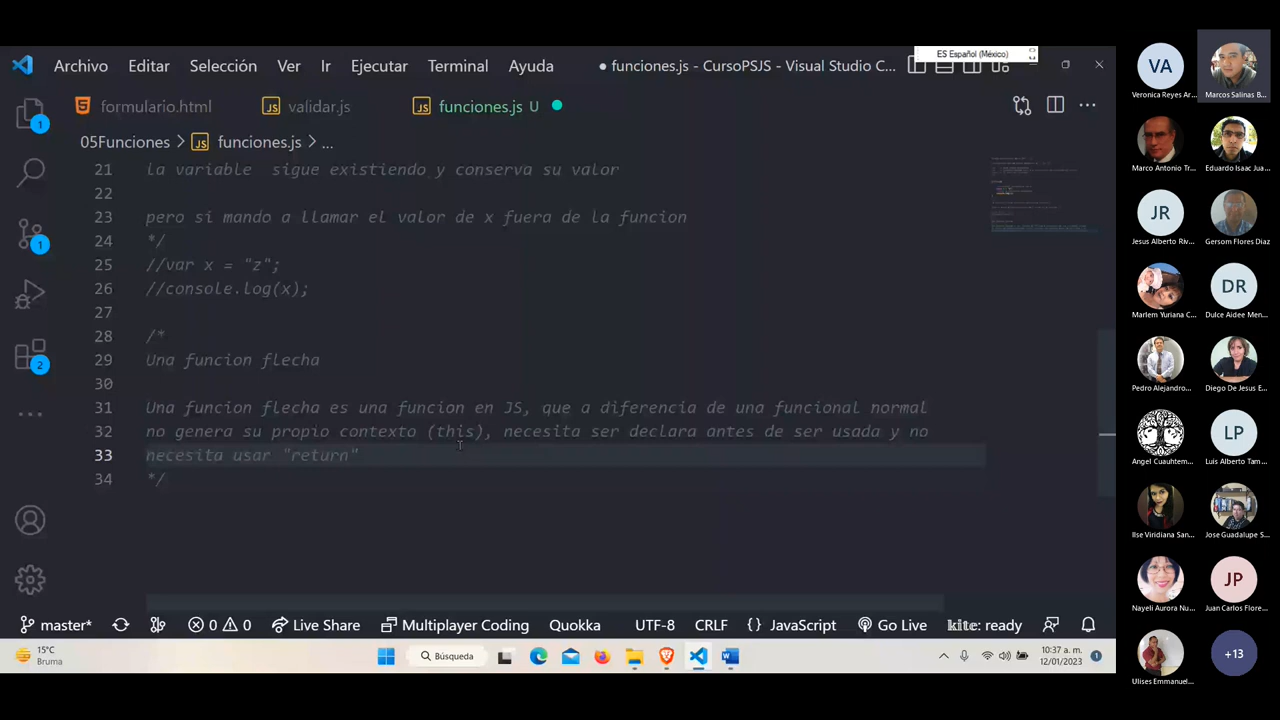 ES Español (México)
Archivo Editar Selección Ver Ir Ejecutar Terminal Ayuda
● funciones.js - CursoPSJS - Visual Studio C...
formulario.html
JS validar.js
JS funciones.js U
05Funciones > JS funciones.js > ...
21 la variable  sigue existiendo y conserva su valor
22
23 pero si mando a llamar el valor de x fuera de la funcion
24 */
25 //var x = "z";
26 //console.log(x);
27
28 /*
29 Una funcion flecha
30
31 Una funcion flecha es una funcion en JS, que a diferencia de una funcional normal
32 no genera su propio contexto (this), necesita ser declara antes de ser usada y no
33 necesita usar "return"
34 */
1
1
2
master* 0 0 Live Share Multiplayer Coding Quokka UTF-8 CRLF {} JavaScript Go Live kite: ready
15°C
Bruma
Búsqueda
10:37 a. m.
12/01/2023
1
VA
Veronica Reyes Ar...
Marcos Salinas B...
Marco Antonio Tr...
Eduardo Isaac Jua...
JR
Jesus Alberto Riv...
Gersom Flores Diaz
Marlem Yuriana C...
DR
Dulce Aidee Men...
Pedro Alejandro...
Diego De Jesus E...
Angel Cuauhtem...
LP
Luis Alberto Tam...
Ilse Viridiana San...
Jose Guadalupe S...
Nayeli Aurora Nu...
JP
Juan Carlos Flore...
Ulises Emmanuel...
+13